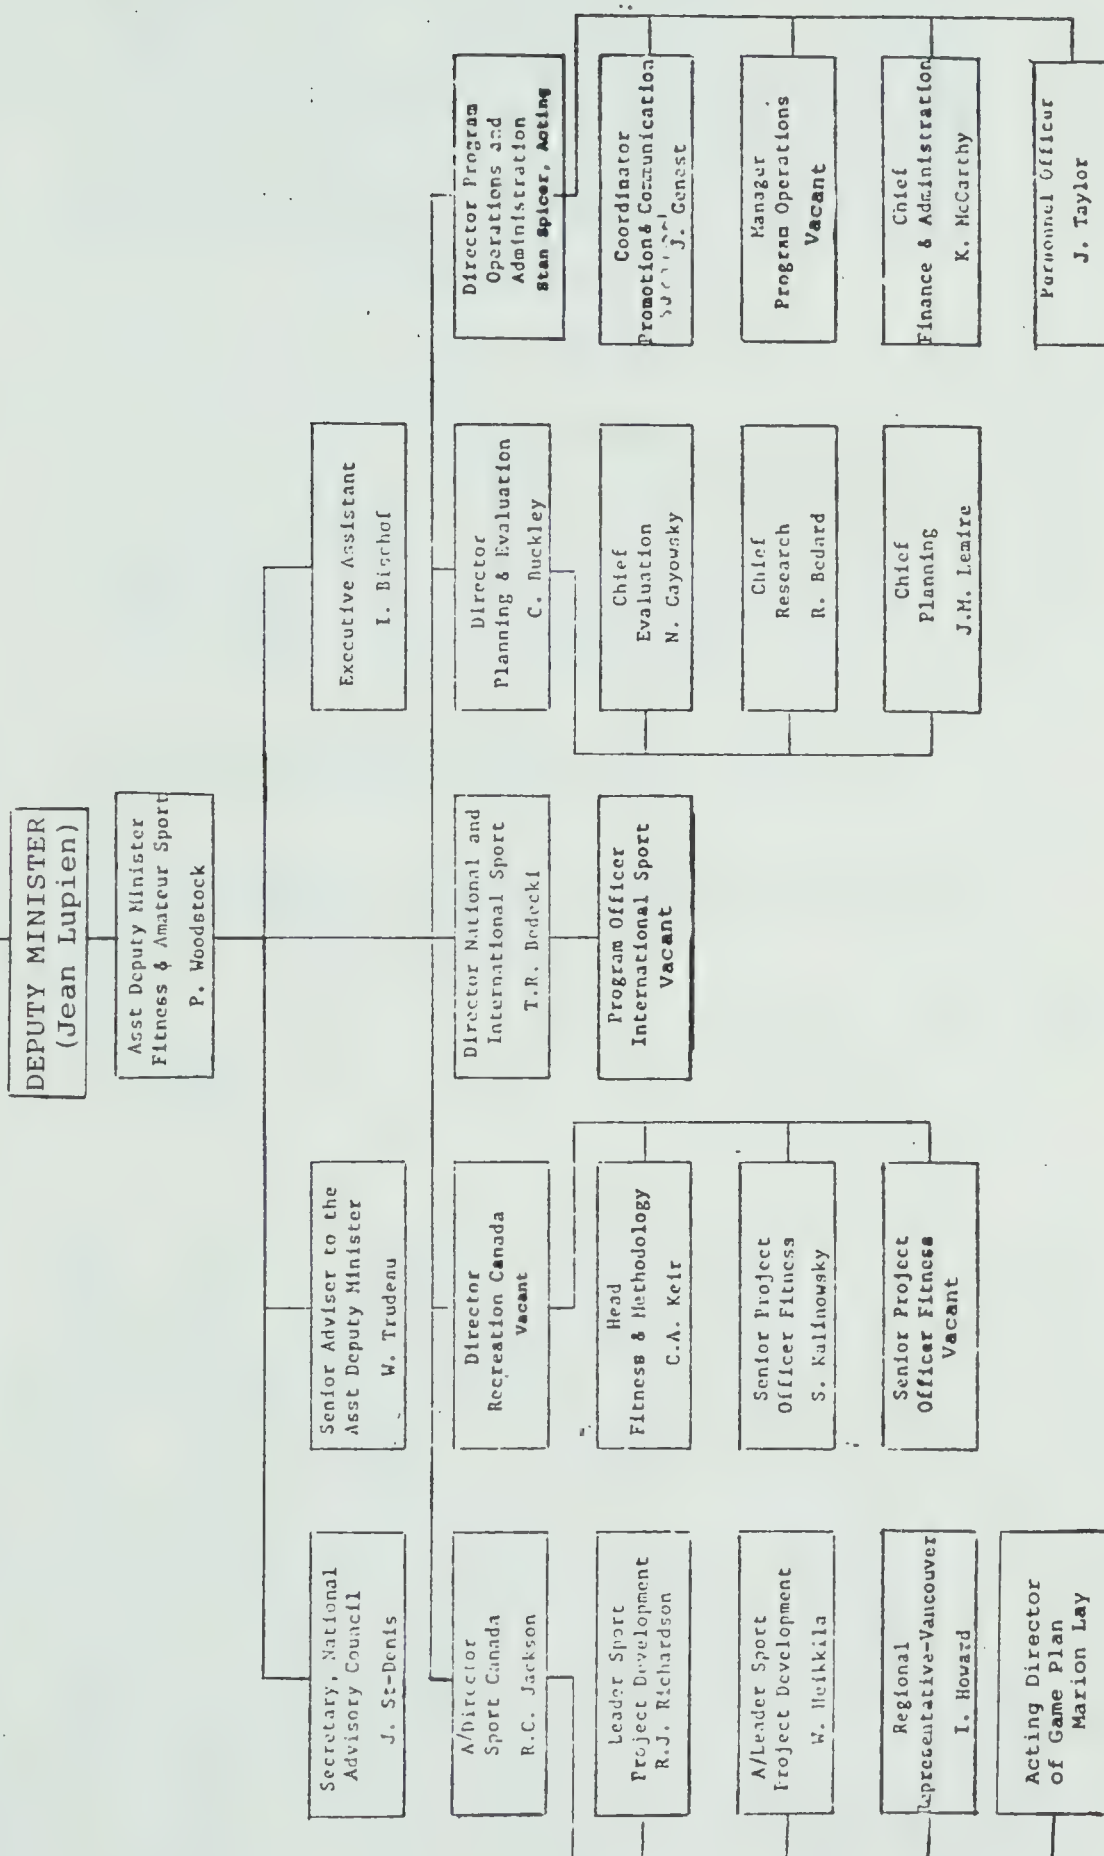 DEPUTY MINISTER
(Jean Lupien)
Asst Deputy Minister
Fitness & Amateur Sport
P. Woodstock
Secretary, National
Advisory Council
J. St-Denis
Senior Adviser to the
Asst Deputy Minister
W. Trudenu
Executive Assistant
I. Bischof
A/Director
Sport Canada
R.C. Jackson
Director
Recreation Canada
Vacant
Director National and
International Sport
T.R. Bedecki
Director
Planning & Evaluation
C. Buckley
Director Program
Operations and
Administration
Stan Spicer, Acting
Leader Sport
Project Development
R.J. Richardson
Head
Fitness & Methodology
C.A. Keir
Program Officer
International Sport
Vacant
Chief
Evaluation
N. Cayowsky
Coordinator
Promotion & Communication
J. Genest
A/Leader Sport
Project Development
W. Heikkila
Senior Project
Officer Fitness
S. Kalinowsky
Chief
Research
R. Bedard
Manager
Program Operations
Vacant
Regional
Representative-Vancouver
I. Howard
Senior Project
Officer Fitness
Vacant
Chief
Planning
J.M. Lemire
Chief
Finance & Administration
K. McCarthy
Acting Director
of Game Plan
Marion Lay
Personnel Officer
J. Taylor